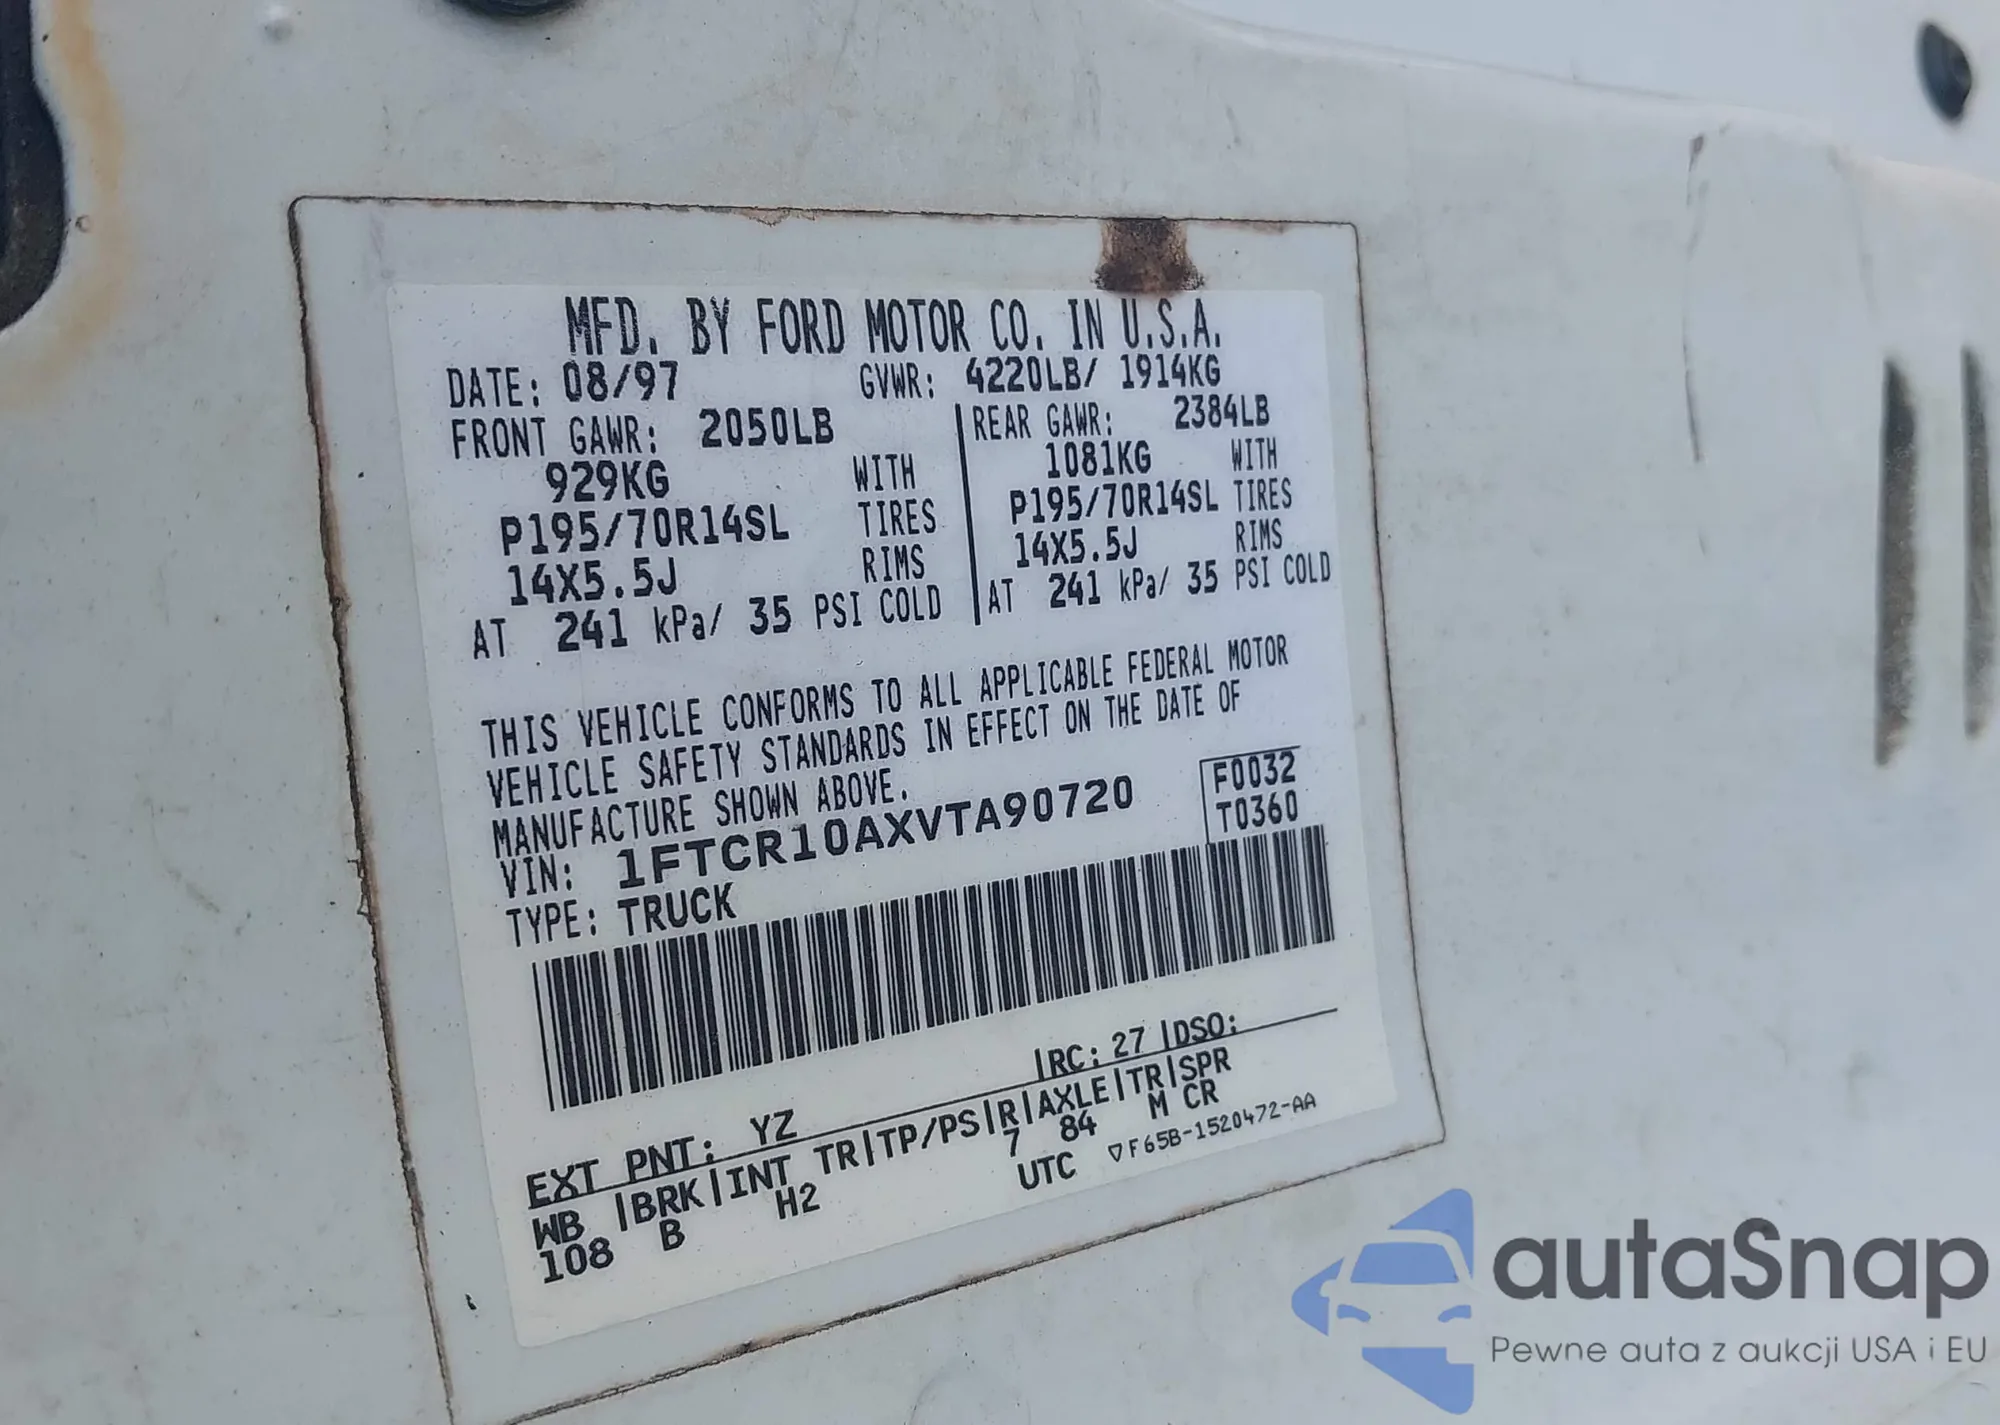 MFD. BY FORD MOTOR CO. IN U.S.A.
DATE: 08/97 GVWR: 4220LB/ 1914KG
FRONT GAWR: 2050LB REAR GAWR: 2384LB
929KG WITH 1081KG WITH
P195/70R14SL TIRES P195/70R14SL TIRES
14X5.5J RIMS 14X5.5J RIMS
AT 241 kPa/ 35 PSI COLD AT 241 kPa/ 35 PSI COLD
THIS VEHICLE CONFORMS TO ALL APPLICABLE FEDERAL MOTOR
VEHICLE SAFETY STANDARDS IN EFFECT ON THE DATE OF
MANUFACTURE SHOWN ABOVE.
F0032
VIN: 1FTCR10AXVTA90720 T0360
TYPE: TRUCK
EXT PNT: YZ RC: 27 DSO:
WB BRK INT TR TP/PS R AXLE TR SPR
108 B H2 7 84 M CR
UTC ▽F65B-1520472-AA
autaSnap
Pewne auta z aukcji USA i EU